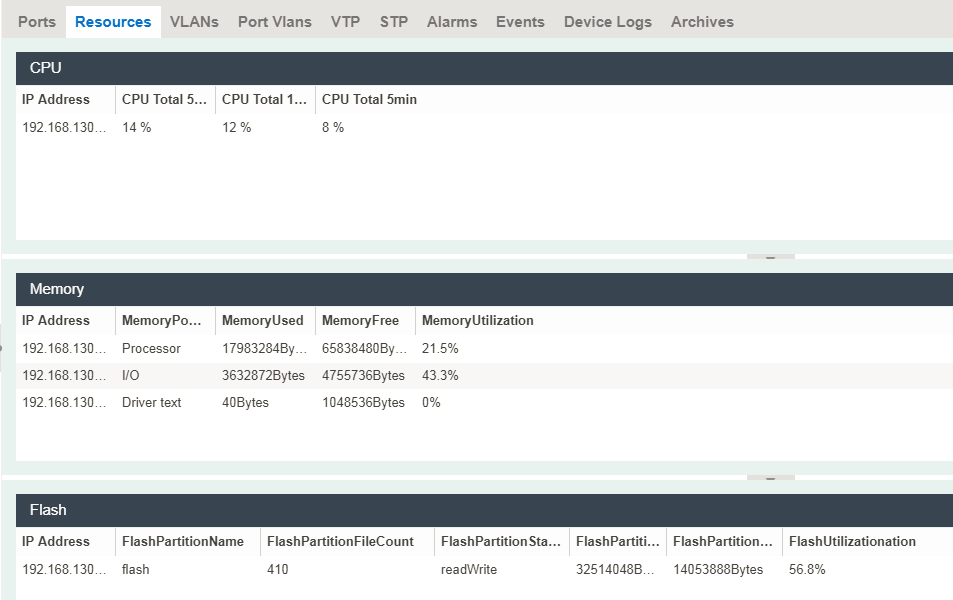 Ports Resources VLANs Port Vlans VTP STP Alarms Events Device Logs Archives
CPU
IP Address CPU Total 5... CPU Total 1... CPU Total 5min
192.168.130... 14 % 12 % 8 %
Memory
IP Address MemoryPo... MemoryUsed MemoryFree MemoryUtilization
192.168.130... Processor 17983284By... 65838480By... 21.5%
192.168.130... I/O 3632872Bytes 4755736Bytes 43.3%
192.168.130... Driver text 40Bytes 1048536Bytes 0%
Flash
IP Address FlashPartitionName FlashPartitionFileCount FlashPartitionSta... FlashPartiti... FlashPartition... FlashUtilizationation
192.168.130... flash 410 readWrite 32514048B... 14053888Bytes 56.8%